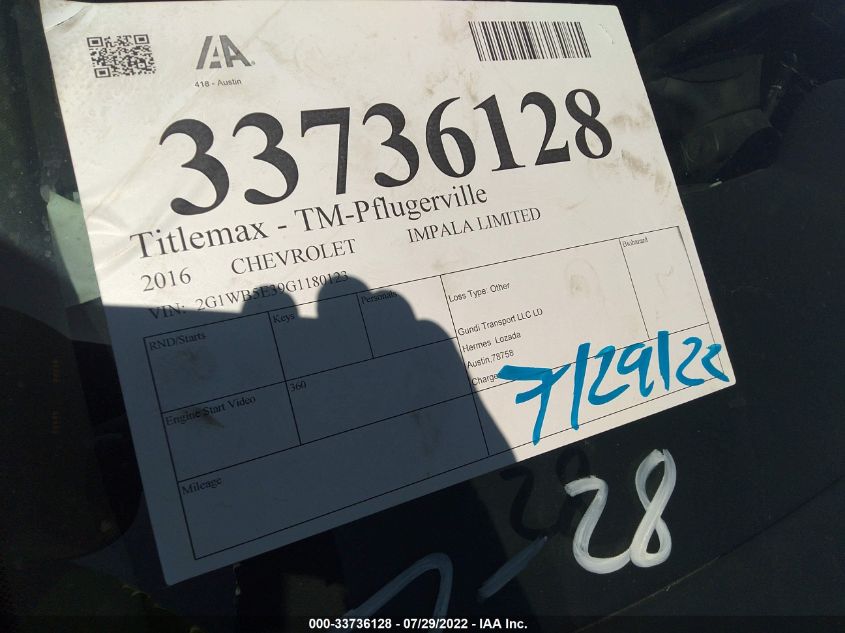 IAA
418 - Austin
33736128
Titlemax - TM-Pflugerville
2016 CHEVROLET IMPALA LIMITED
VIN: 2G1WB5E39G1180123
RND/Starts
Keys
Personals
Loss Type: Other
Biohazard
Gundi Transport LLC LD
Hermes Lozada
Austin,78758
Charge
Engine Start Video
360
7/29/22
Mileage
28
000-33736128 - 07/29/2022 - IAA Inc.